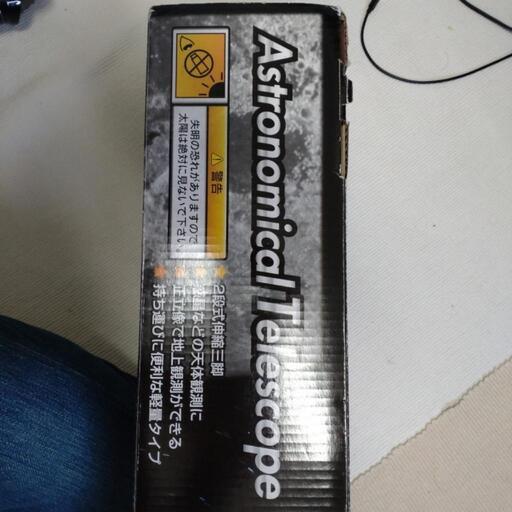 Astronomical Telescope
⚠ 警告
失明の恐れがありますので
太陽は絶対に見ないで下さい
★2段式伸縮三脚
などの天体観測に
正立像で地上観測ができる
持ち運びに便利な軽量タイプ